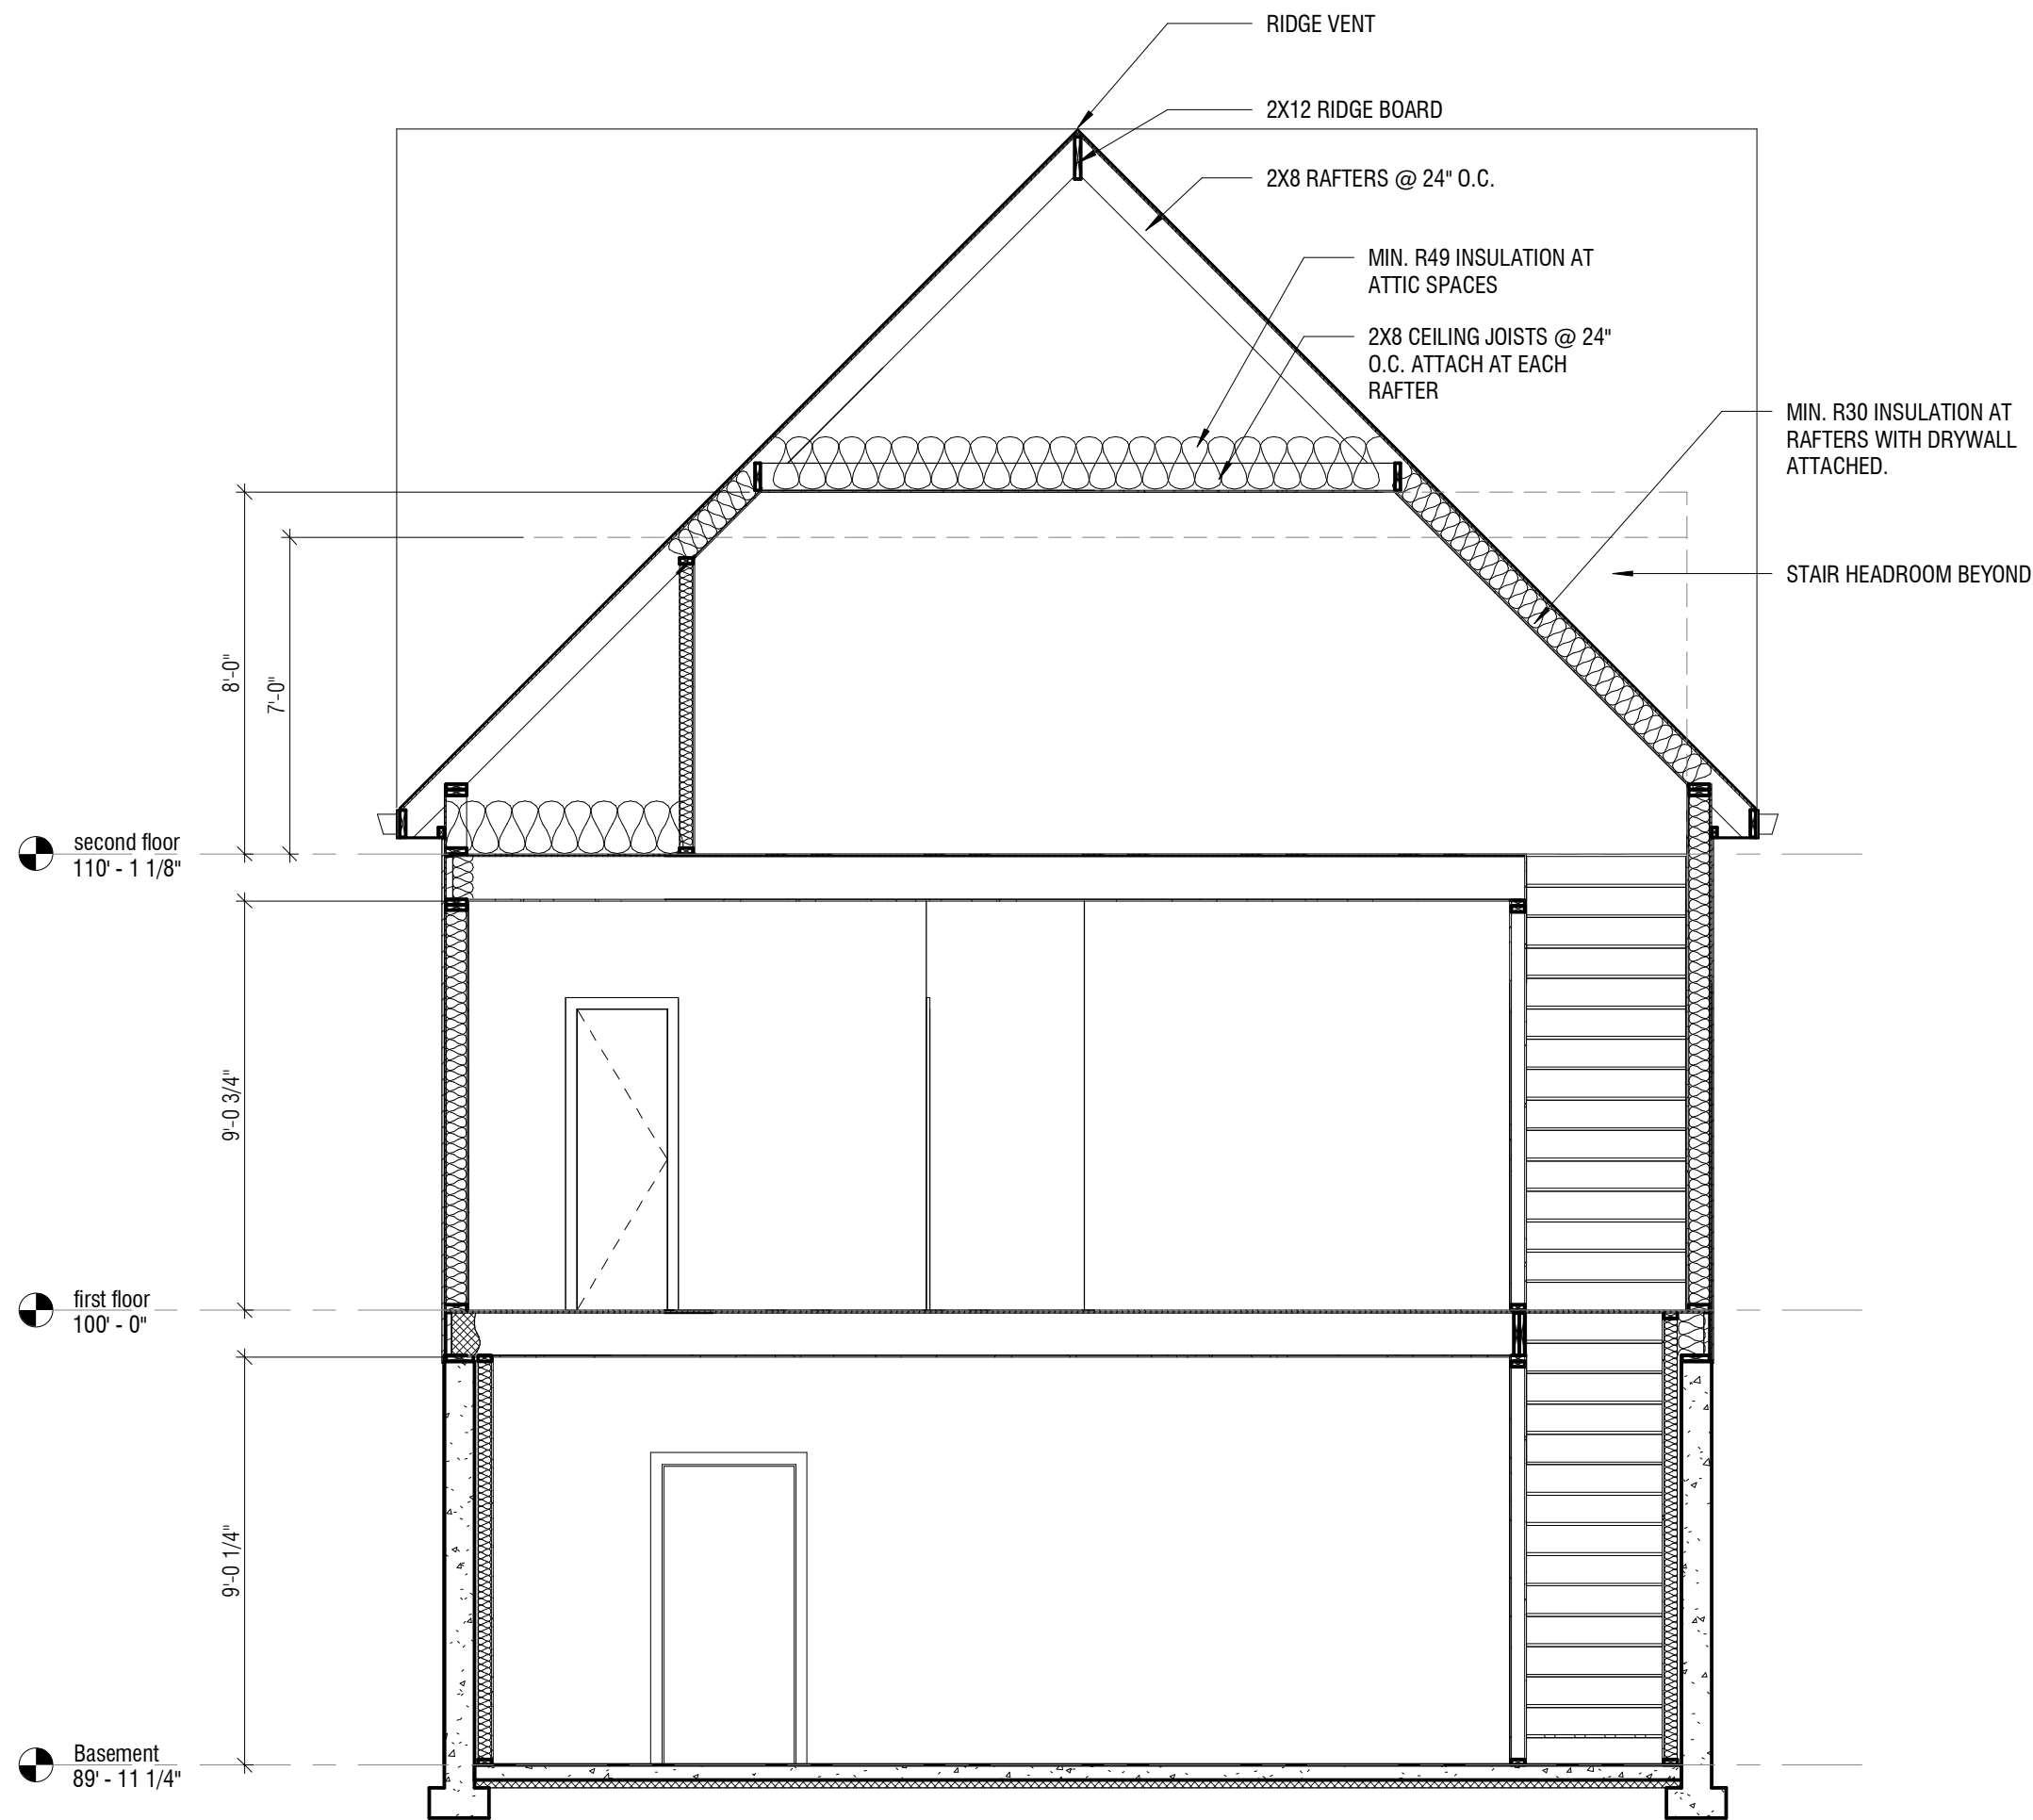 RIDGE VENT
2X12 RIDGE BOARD
2X8 RAFTERS @ 24" O.C.
MIN. R49 INSULATION AT
ATTIC SPACES
2X8 CEILING JOISTS @ 24"
O.C. ATTACH AT EACH
RAFTER
MIN. R30 INSULATION AT
RAFTERS WITH DRYWALL
ATTACHED.
STAIR HEADROOM BEYOND
8'-0"
7'-0"
second floor
110' - 1 1/8"
9'-0 3/4"
first floor
100' - 0"
9'-0 1/4"
Basement
89' - 11 1/4"